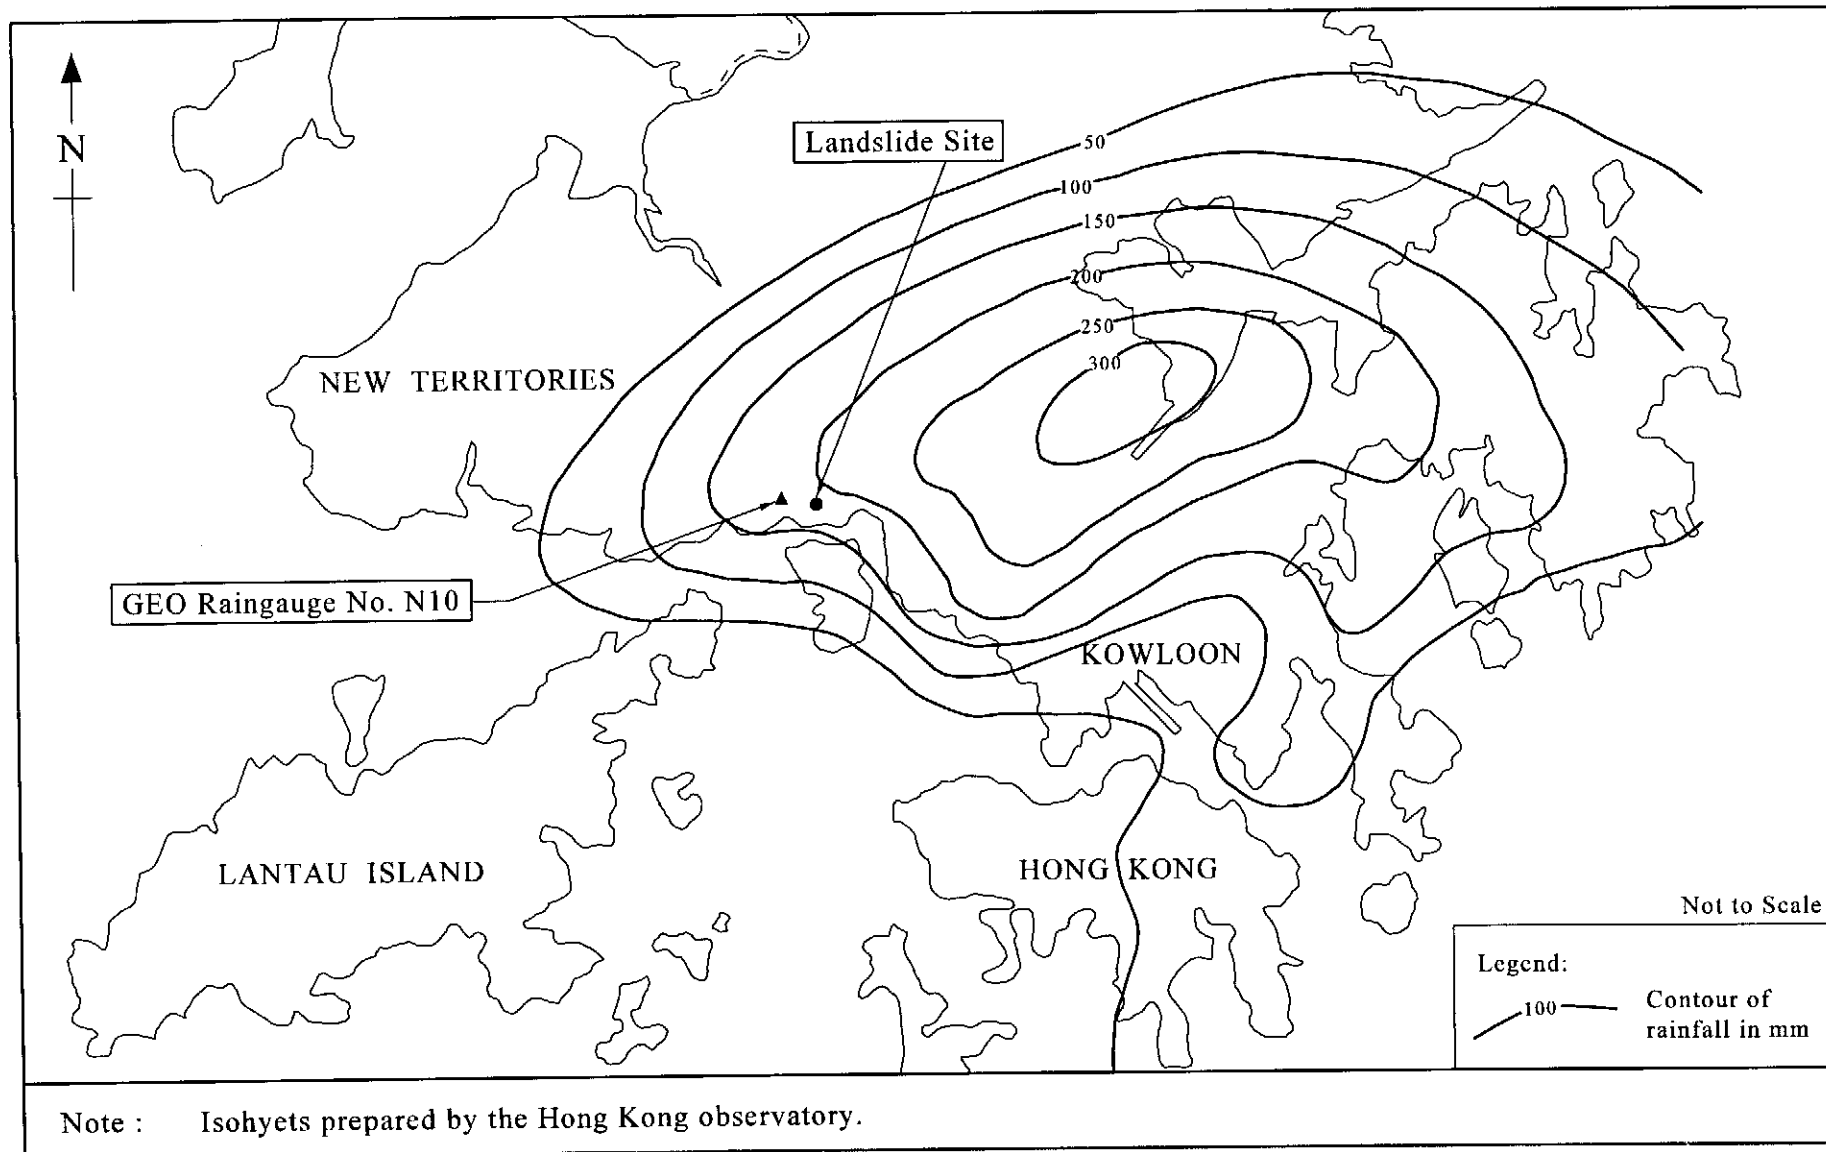 N
Landslide Site
50
100
150
200
250
300
NEW TERRITORIES
GEO Raingauge No. N10
KOWLOON
LANTAU ISLAND
HONG KONG
Not to Scale
Legend:
100
Contour of
rainfall in mm
Note : Isohyets prepared by the Hong Kong observatory.